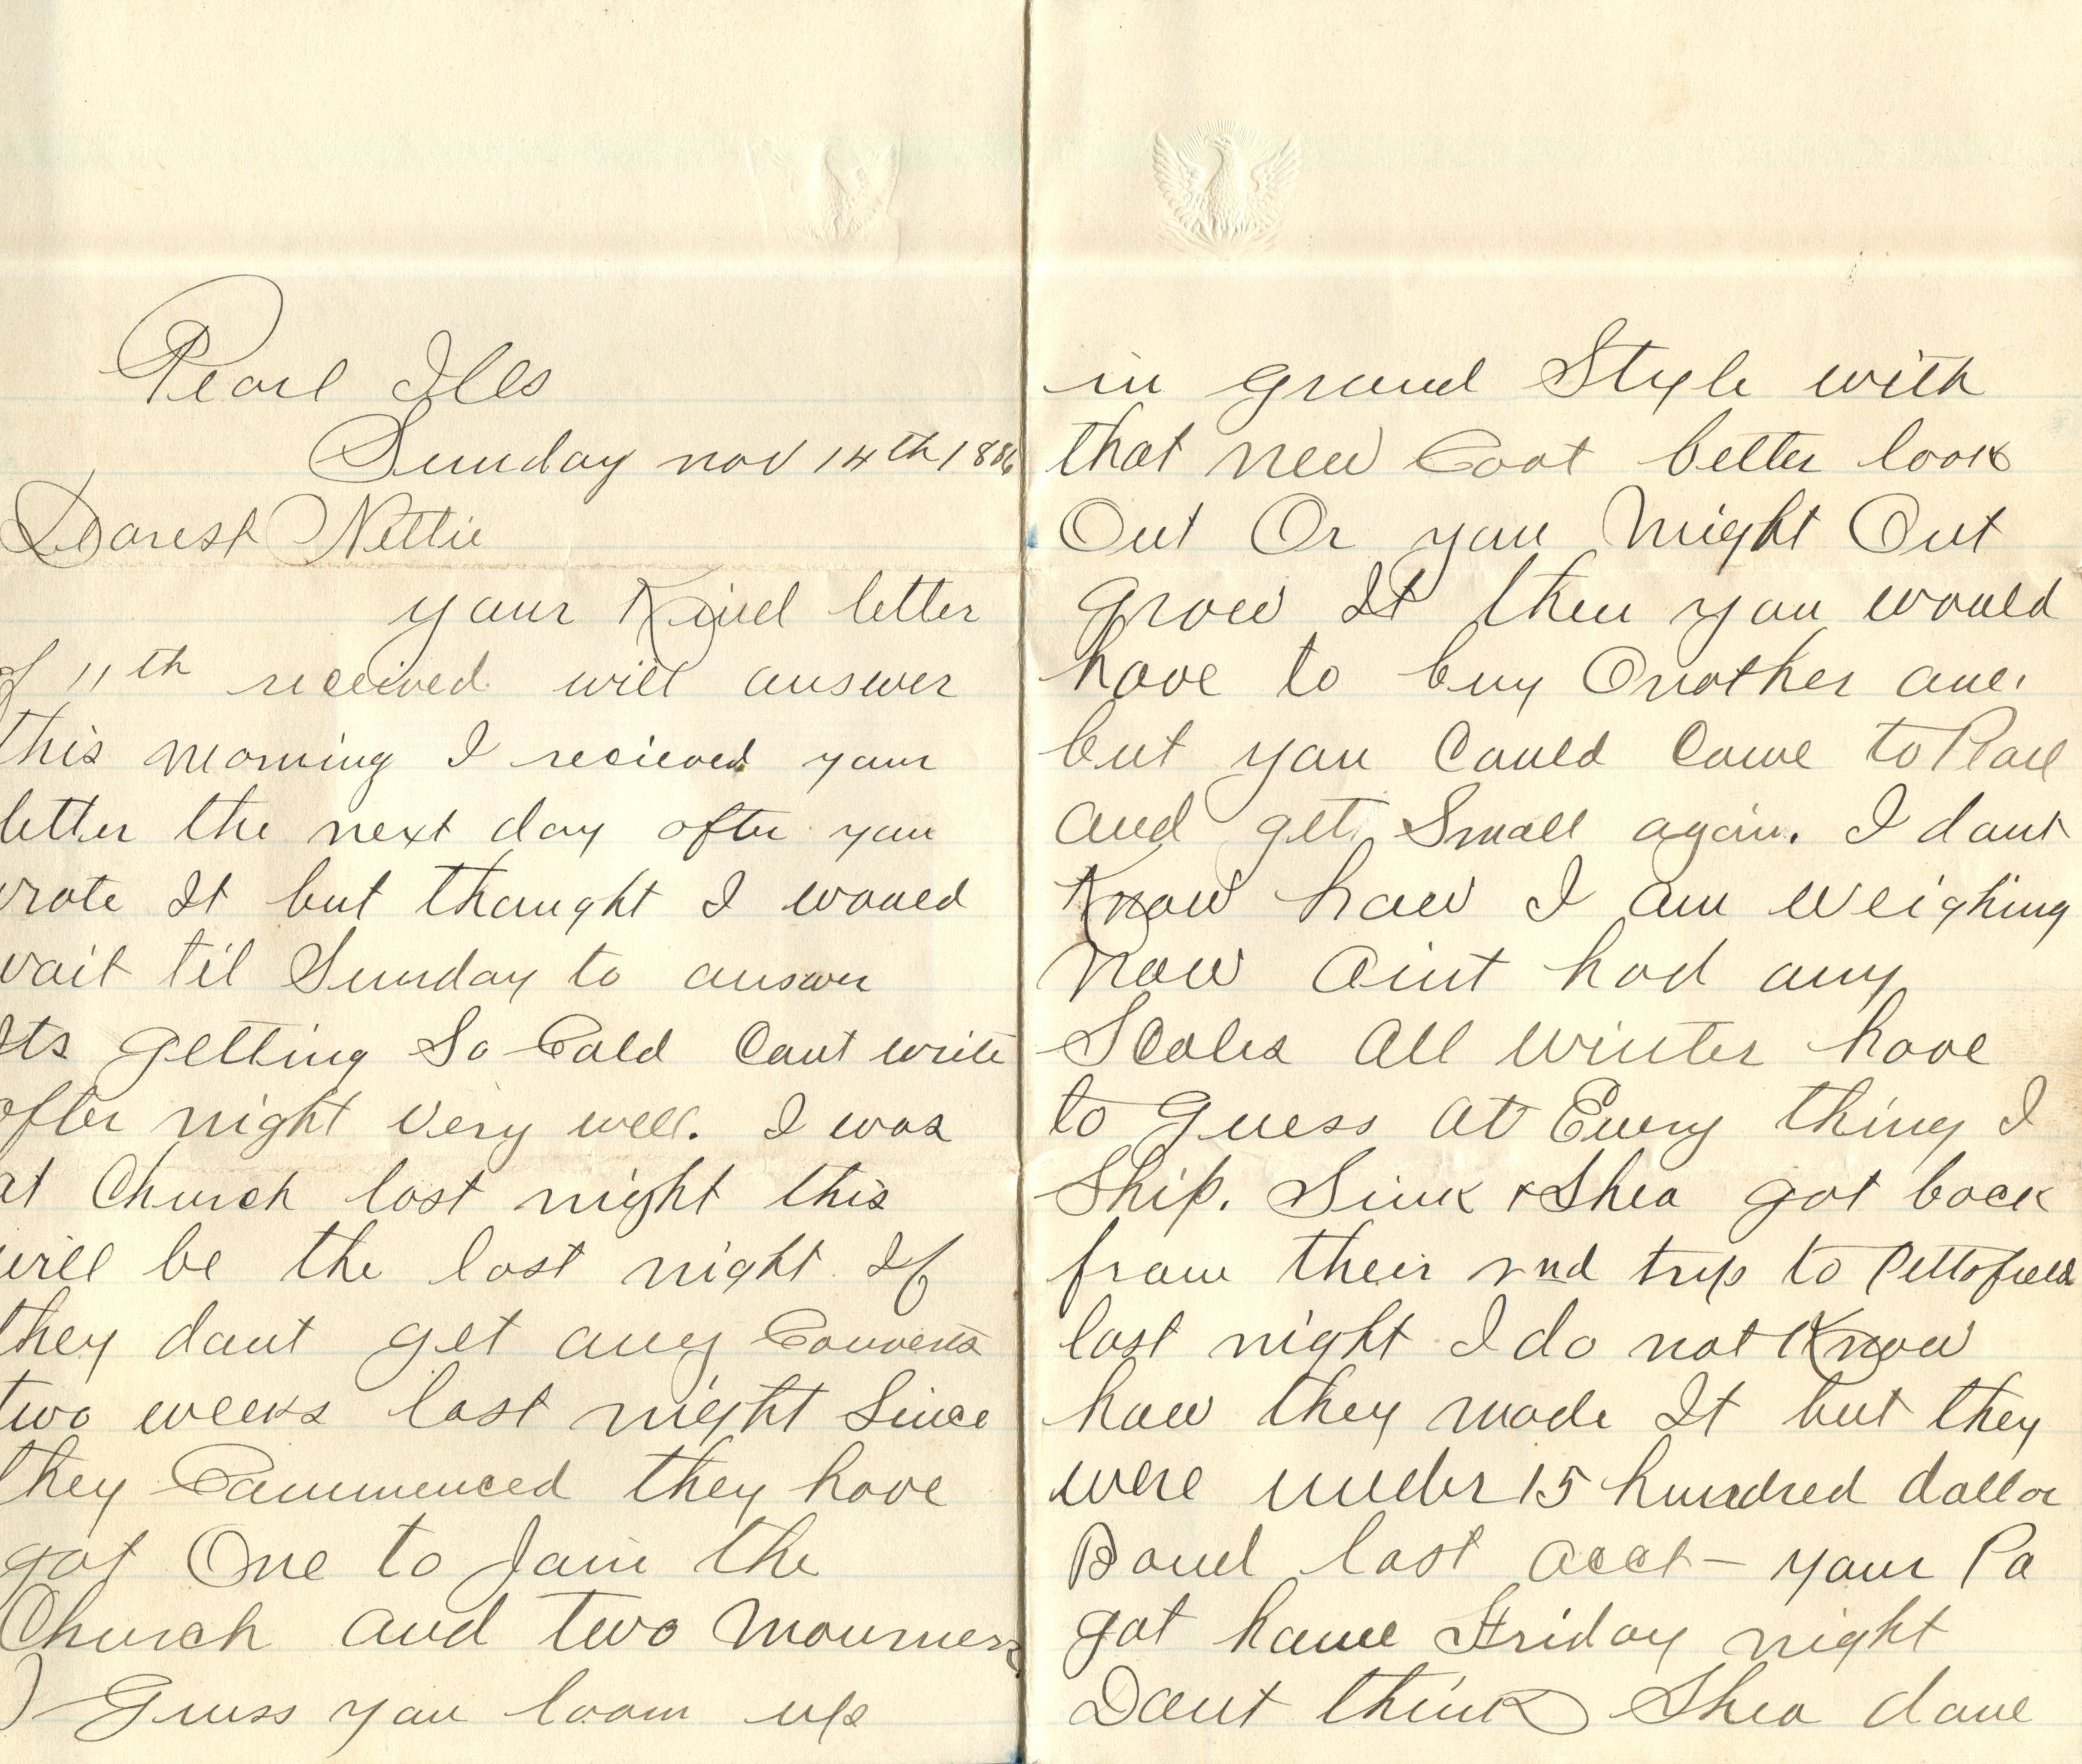 Pearl Ills
Sunday nov 14th 1886
Dearest Nettie
your Kind letter
of 11th received will answer
this morning I recieved your
letter the next day after you
wrote It but thought I would
wait til Sunday to answer
Its getting So Cold Cant write
after night Very well. I was
at Church last night this
will be the last night If
they dont get any Converts
two weeks last night Since
they Commenced they have
got One to Join the
Church and two Mourners
I Guess you loom up
in grand Style with
that new Coat better look
Out Or you Might Out
grow It then you would
have to buy Another one.
but you Could Come to Pearl
and get Small again. I dont
Know how I am weighing
Now Aint had any
Scales All Winter have
to Guess At Every thing I
Ship. Sink & Shea got back
from their 2nd trip to Pittsfield
last night I do not Know
how they made It but they
were under 15 hundred dollar
Bond last acct - your Pa
got home Friday night
Dont think Shea done